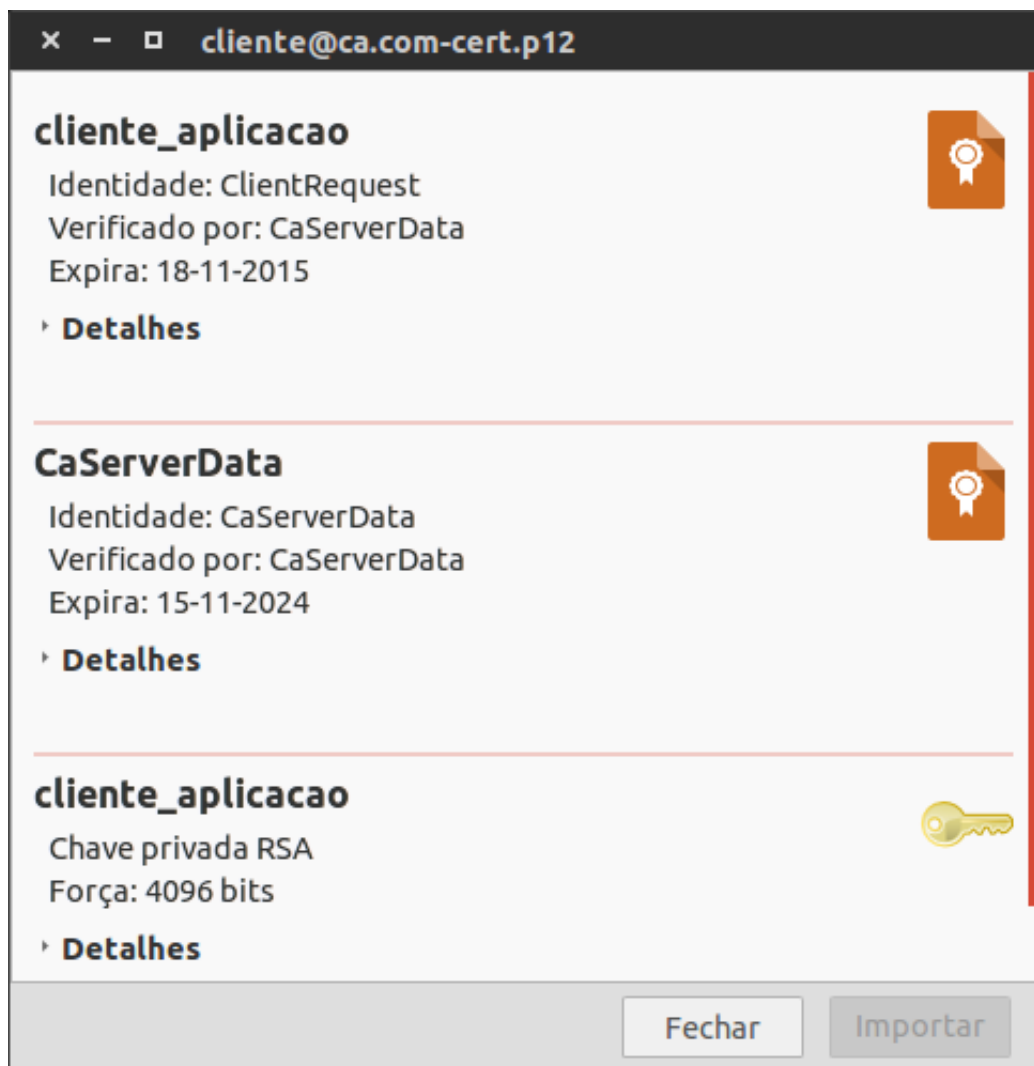 cliente@ca.com-cert.p12
cliente_aplicacao
Identidade: ClientRequest
Verificado por: CaServerData
Expira: 18-11-2015
Detalhes
CaServerData
Identidade: CaServerData
Verificado por: CaServerData
Expira: 15-11-2024
Detalhes
cliente_aplicacao
Chave privada RSA
Força: 4096 bits
Detalhes
Fechar
Importar